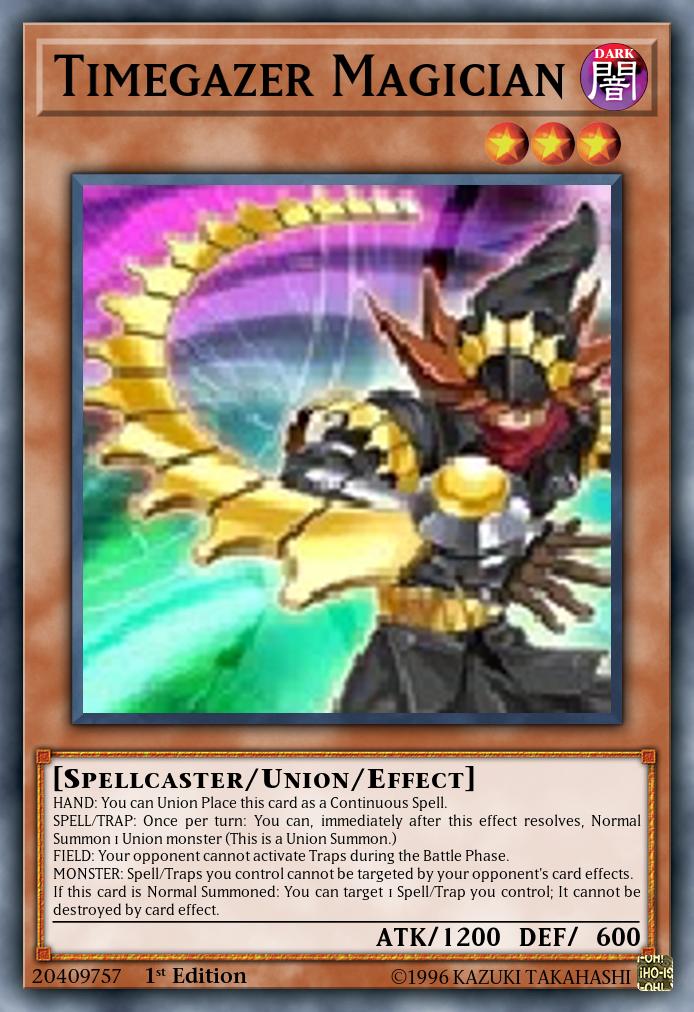 Timegazer Magician
DARK
闇
[Spellcaster/Union/Effect]
HAND: You can Union Place this card as a Continuous Spell.
SPELL/TRAP: Once per turn: You can, immediately after this effect resolves, Normal
Summon 1 Union monster (This is a Union Summon.)
FIELD: Your opponent cannot activate Traps during the Battle Phase.
MONSTER: Spell/Traps you control cannot be targeted by your opponent's card effects.
If this card is Normal Summoned: You can target 1 Spell/Trap you control; It cannot be
destroyed by card effect.
ATK/1200 DEF/ 600
20409757 1st Edition ©1996 KAZUKI TAKAHASHI